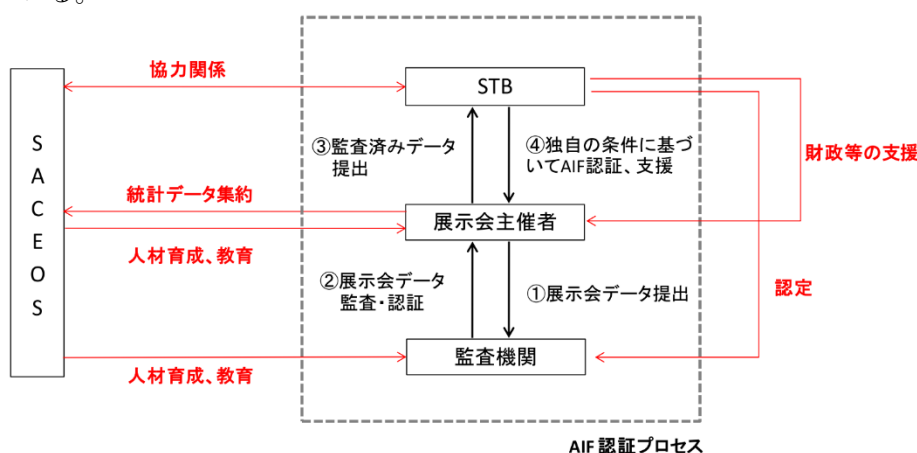 いる。
協力関係
STB
S
A
C
E
O
S
③監査済みデータ
提出
④独自の条件に基づ
いてAIF認証、支援
財政等の支援
統計データ集約
展示会主催者
人材育成、教育
②展示会データ
監査・認証
①展示会データ提出
認定
監査機関
人材育成、教育
AIF 認証プロセス